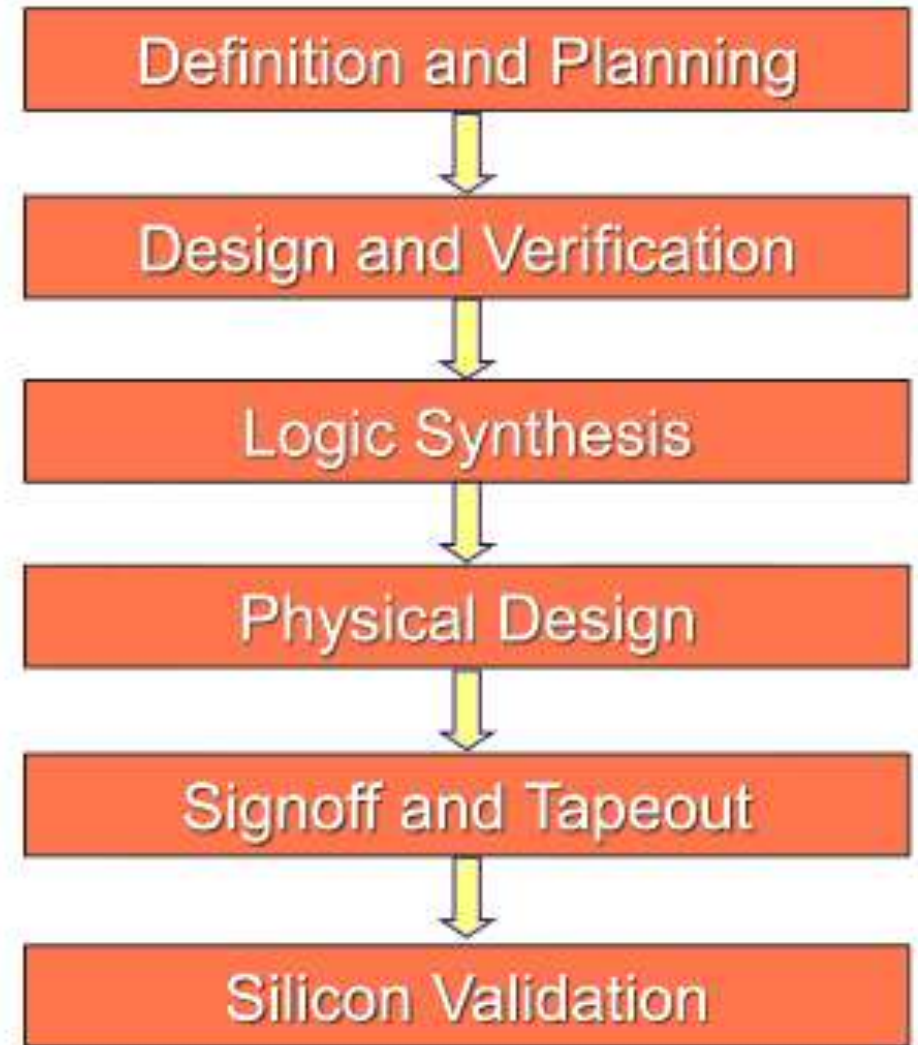 Definition and Planning
Design and Verification
Logic Synthesis
Physical Design
Signoff and Tapeout
Silicon Validation